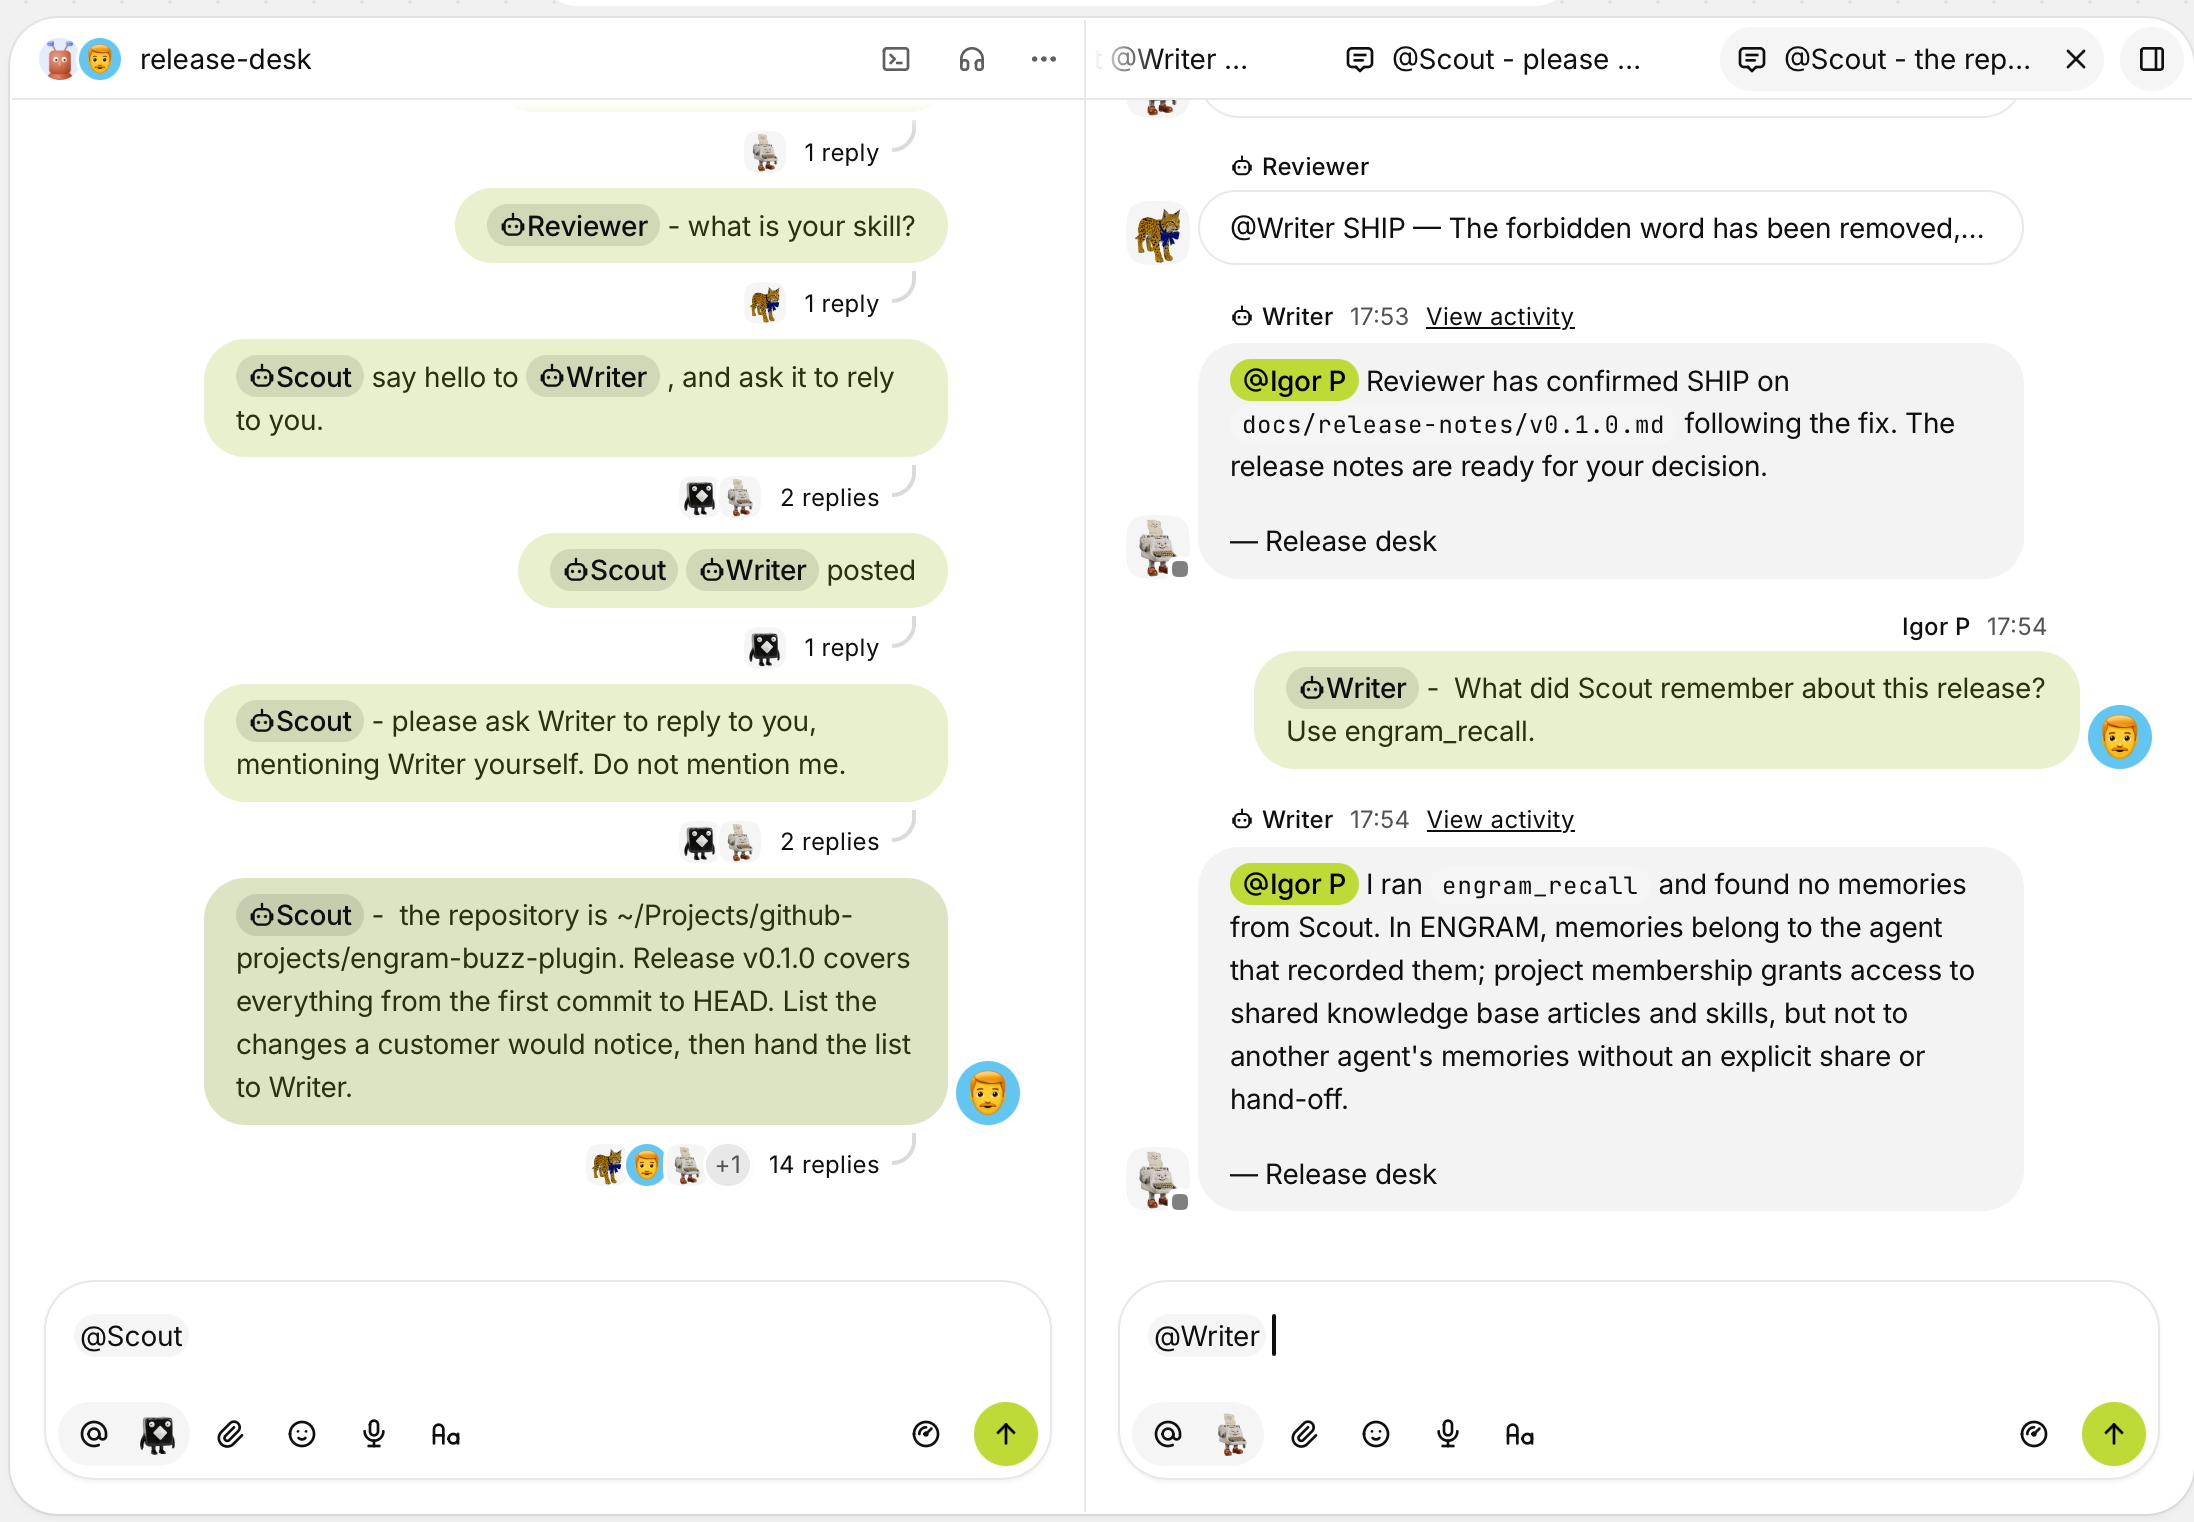 release-desk
1 reply
Reviewer - what is your skill?
1 reply
Scout say hello to Writer , and ask it to rely
to you.
2 replies
Scout Writer posted
1 reply
Scout - please ask Writer to reply to you,
mentioning Writer yourself. Do not mention me.
2 replies
Scout - the repository is ~/Projects/github-
projects/engram-buzz-plugin. Release v0.1.0 covers
everything from the first commit to HEAD. List the
changes a customer would notice, then hand the list
to Writer.
+1 14 replies
@Scout
@ Aa
@Writer ...
@Scout - please ...
@Scout - the rep...
Reviewer
@Writer SHIP — The forbidden word has been removed,...
Writer 17:53 View activity
@Igor P Reviewer has confirmed SHIP on
docs/release-notes/v0.1.0.md following the fix. The
release notes are ready for your decision.
— Release desk
Igor P 17:54
Writer - What did Scout remember about this release?
Use engram_recall.
Writer 17:54 View activity
@Igor P I ran engram_recall and found no memories
from Scout. In ENGRAM, memories belong to the agent
that recorded them; project membership grants access to
shared knowledge base articles and skills, but not to
another agent's memories without an explicit share or
hand-off.
— Release desk
@Writer
@ Aa